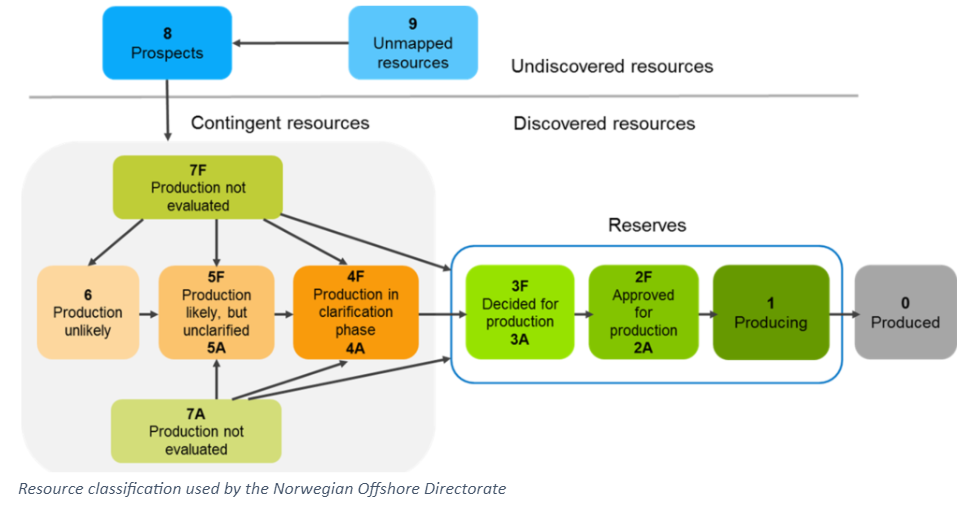 8
Prospects
9
Unmapped
resources
Undiscovered resources
Contingent resources
Discovered resources
7F
Production not
evaluated
Reserves
6
Production
unlikely
5F
Production
likely, but
unclarified
5A
4F
Production in
clarification
phase
4A
3F
Decided for
production
3A
2F
Approved
for
production
2A
1
Producing
0
Produced
7A
Production not
evaluated
Resource classification used by the Norwegian Offshore Directorate